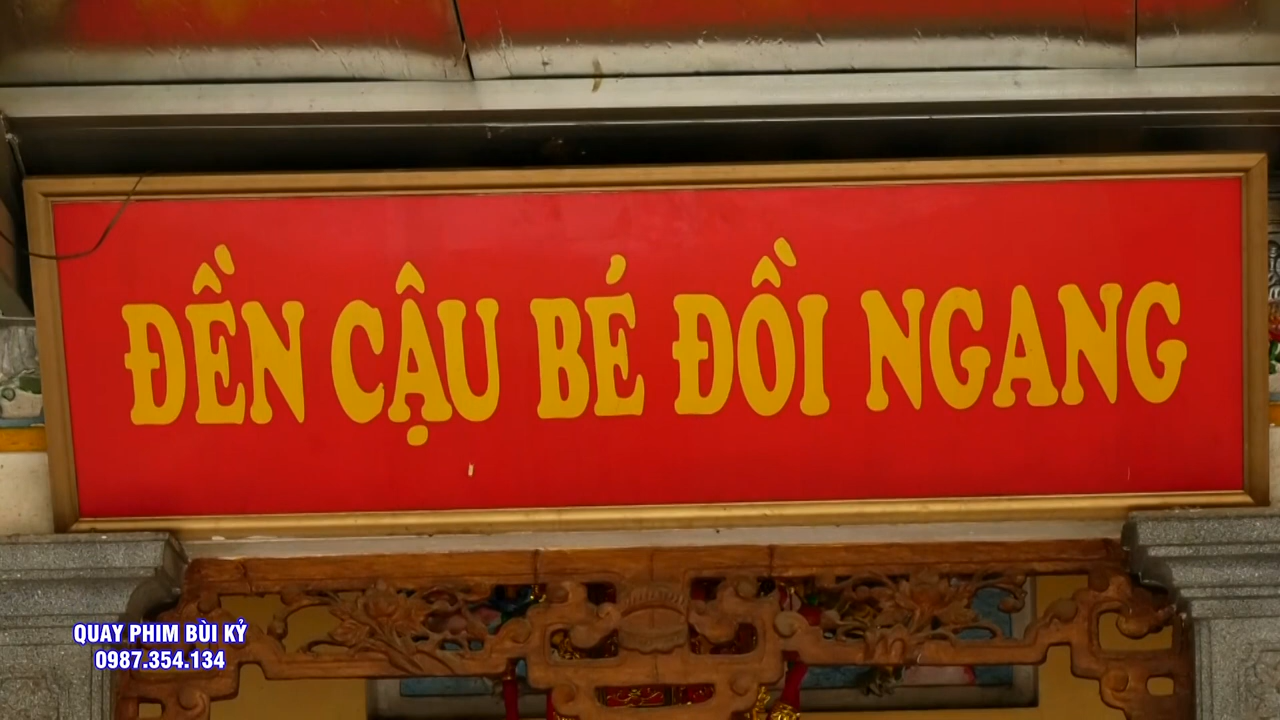 ĐỀN CẬU BÉ ĐỒI NGANG
QUAY PHIM BÙI KỶ
0987.354.134